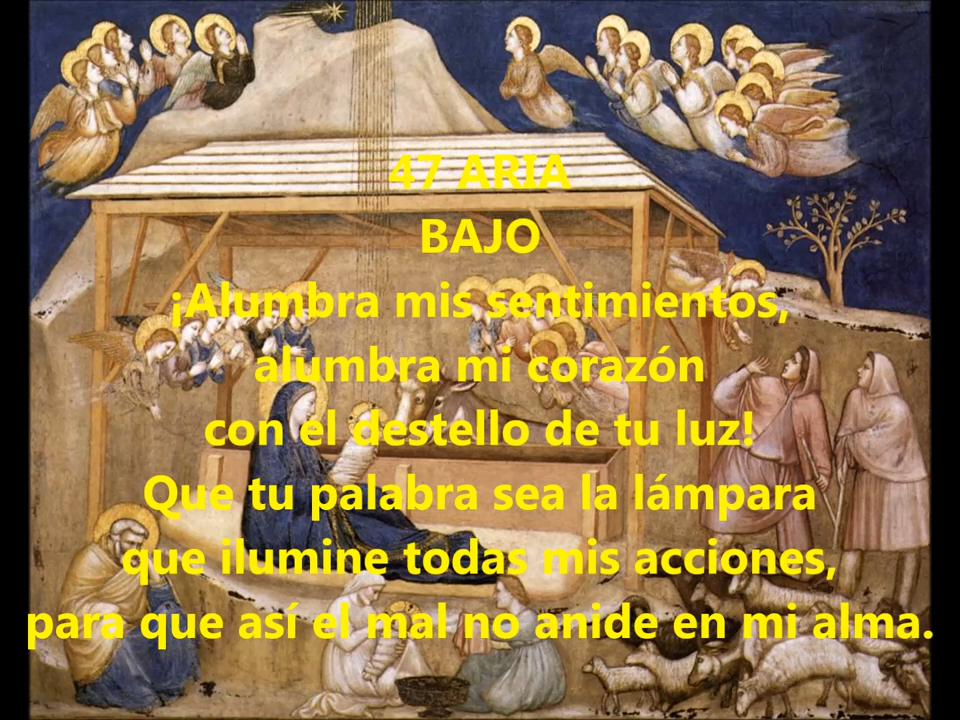 47 ARIA
BAJO
¡Alumbra mis sentimientos,
alumbra mi corazón
con el destello de tu luz!
Que tu palabra sea la lámpara
que ilumine todas mis acciones,
para que así el mal no anide en mi alma.